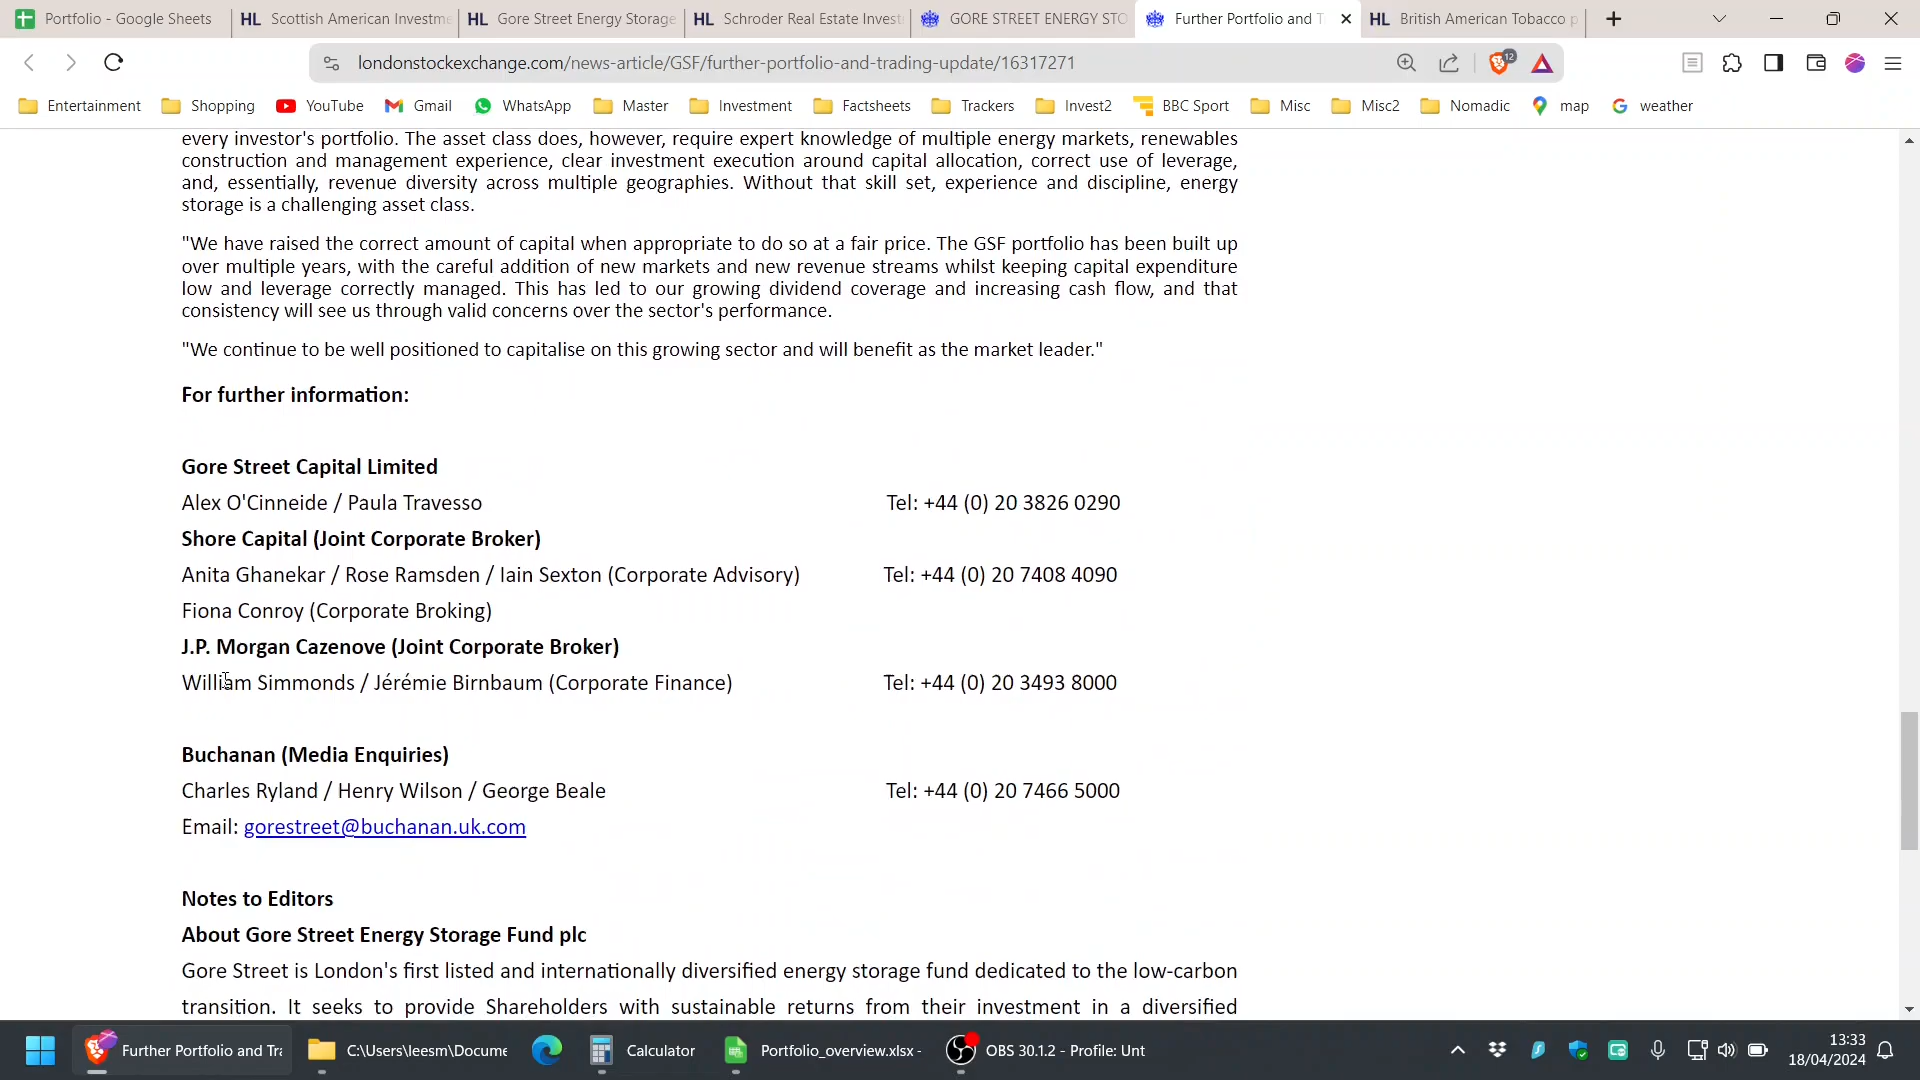 Portfolio - Google Sheets
Scottish American Investme
Gore Street Energy Storage
Schroder Real Estate Invest
GORE STREET ENERGY STO
Further Portfolio and T
British American Tobacco p
londonstockexchange.com/news-article/GSF/further-portfolio-and-trading-update/16317271
12
Entertainment
Shopping
YouTube
Gmail
WhatsApp
Master
Investment
Factsheets
Trackers
Invest2
BBC Sport
Misc
Misc2
Nomadic
map
weather
every investor's portfolio. The asset class does, however, require expert knowledge of multiple energy markets, renewables
construction and management experience, clear investment execution around capital allocation, correct use of leverage,
and, essentially, revenue diversity across multiple geographies. Without that skill set, experience and discipline, energy
storage is a challenging asset class.
"We have raised the correct amount of capital when appropriate to do so at a fair price. The GSF portfolio has been built up
over multiple years, with the careful addition of new markets and new revenue streams whilst keeping capital expenditure
low and leverage correctly managed. This has led to our growing dividend coverage and increasing cash flow, and that
consistency will see us through valid concerns over the sector's performance.
"We continue to be well positioned to capitalise on this growing sector and will benefit as the market leader."
For further information:
Gore Street Capital Limited
Alex O'Cinneide / Paula Travesso Tel: +44 (0) 20 3826 0290
Shore Capital (Joint Corporate Broker)
Anita Ghanekar / Rose Ramsden / Iain Sexton (Corporate Advisory) Tel: +44 (0) 20 7408 4090
Fiona Conroy (Corporate Broking)
J.P. Morgan Cazenove (Joint Corporate Broker)
William Simmonds / Jérémie Birnbaum (Corporate Finance) Tel: +44 (0) 20 3493 8000
Buchanan (Media Enquiries)
Charles Ryland / Henry Wilson / George Beale Tel: +44 (0) 20 7466 5000
Email: gorestreet@buchanan.uk.com
Notes to Editors
About Gore Street Energy Storage Fund plc
Gore Street is London's first listed and internationally diversified energy storage fund dedicated to the low-carbon
transition. It seeks to provide Shareholders with sustainable returns from their investment in a diversified
Further Portfolio and Tra
C:\Users\leesm\Docume
Calculator
Portfolio_overview.xlsx -
OBS 30.1.2 - Profile: Unt
13:33
18/04/2024